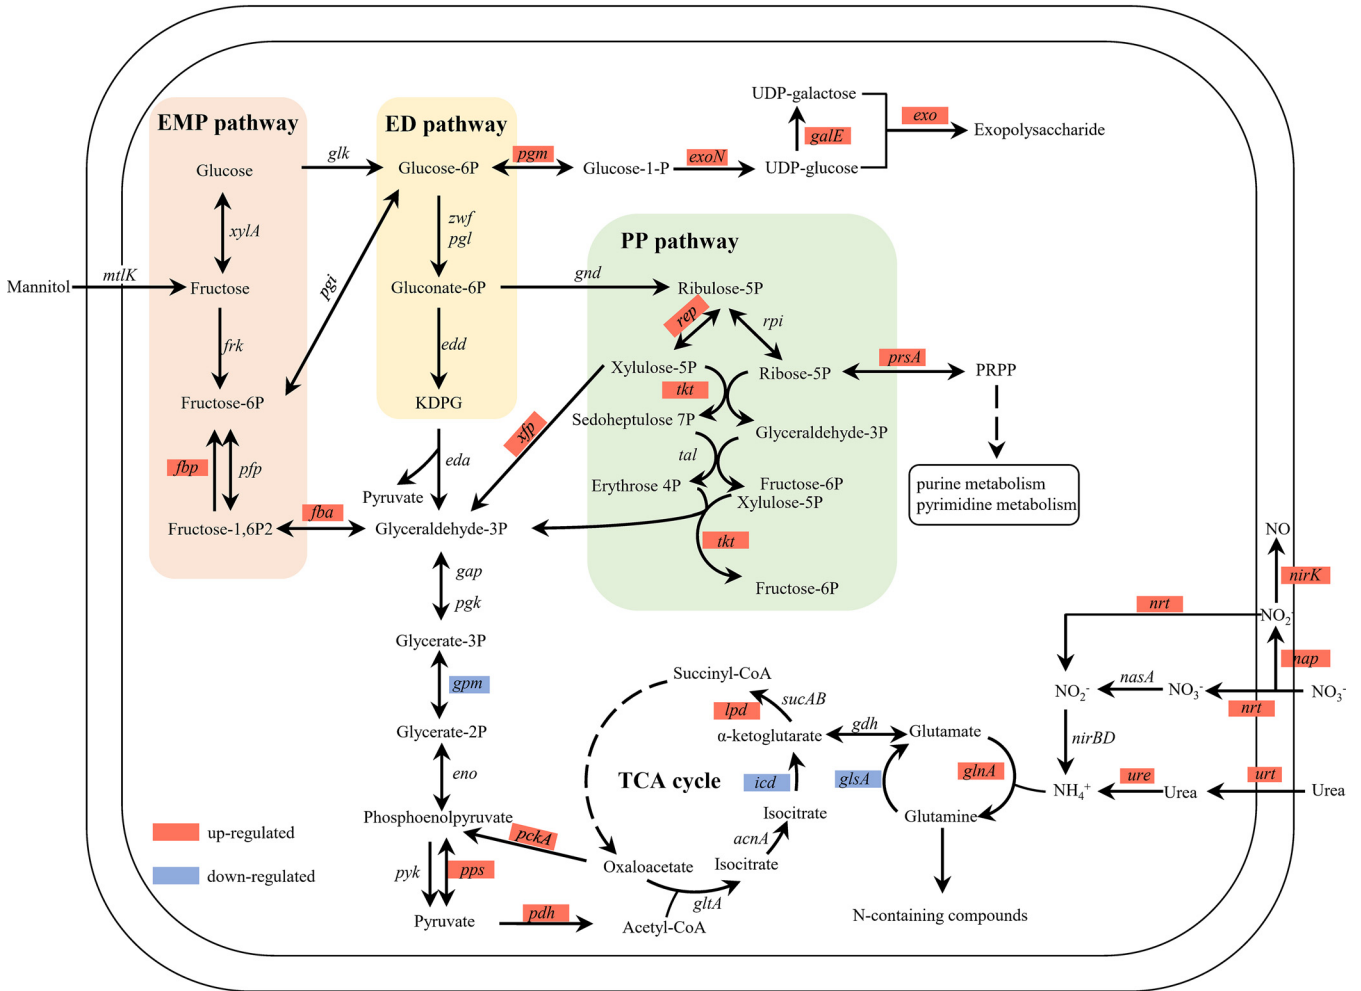 UDP-galactose
exo
Exopolysaccharide
galE
UDP-glucose
EMP pathway
ED pathway
Glucose
glk
Glucose-6P
pgm
Glucose-1-P
exoN
xylA
zwf
pgl
PP pathway
Mannitol
mtlK
Fructose
pgi
Gluconate-6P
gnd
Ribulose-5P
rep
rpi
frk
edd
Xylulose-5P
Ribose-5P
prsA
PRPP
tkt
Fructose-6P
KDPG
Sedoheptulose 7P
Glyceraldehyde-3P
xfp
fbp
pfp
eda
tal
Pyruvate
Erythrose 4P
Fructose-6P
Xylulose-5P
purine metabolism
pyrimidine metabolism
Fructose-1,6P2
fba
Glyceraldehyde-3P
tkt
Fructose-6P
gap
pgk
NO
nirK
nrt
NO2-
nap
Glycerate-3P
gpm
Glycerate-2P
eno
Phosphoenolpyruvate
Succinyl-CoA
sucAB
lpd
α-ketoglutarate
gdh
Glutamate
NO2-
nasA
NO3-
nrt
NO3-
nirBD
TCA cycle
icd
glsA
glnA
NH4+
ure
Urea
urt
Urea
Isocitrate
Glutamine
up-regulated
down-regulated
pckA
acnA
Oxaloacetate
Isocitrate
pyk
pps
gltA
Pyruvate
pdh
Acetyl-CoA
N-containing compounds